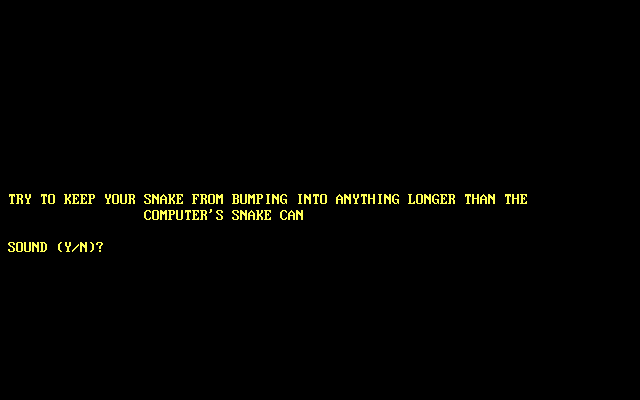 TRY TO KEEP YOUR SNAKE FROM BUMPING INTO ANYTHING LONGER THAN THE
COMPUTER'S SNAKE CAN
SOUND (Y/N)?